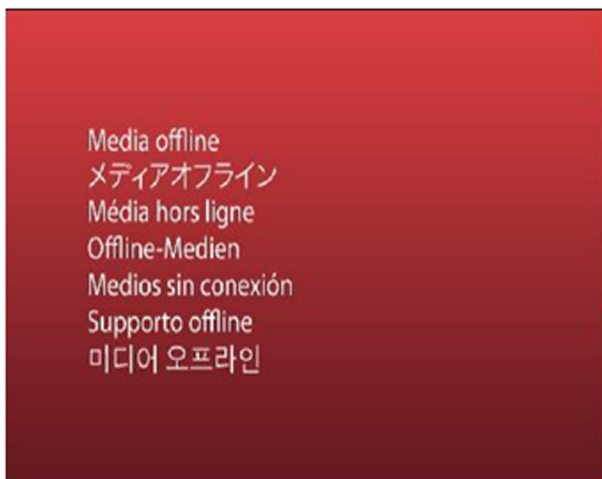 Media offline
メディアオフライン
Média hors ligne
Offline-Medien
Medios sin conexión
Supporto offline
미디어 오프라인